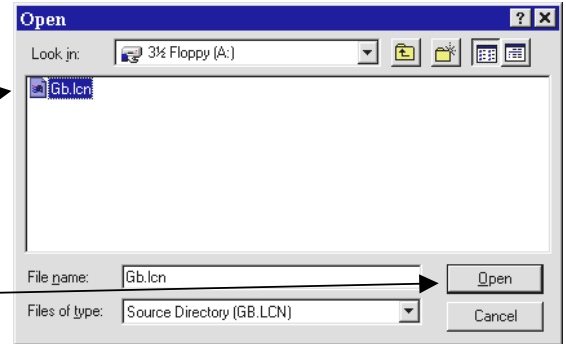 Open
Look in: 3½ Floppy (A:)
Gb.lcn
File name: Gb.lcn Open
Files of type: Source Directory (GB.LCN) Cancel